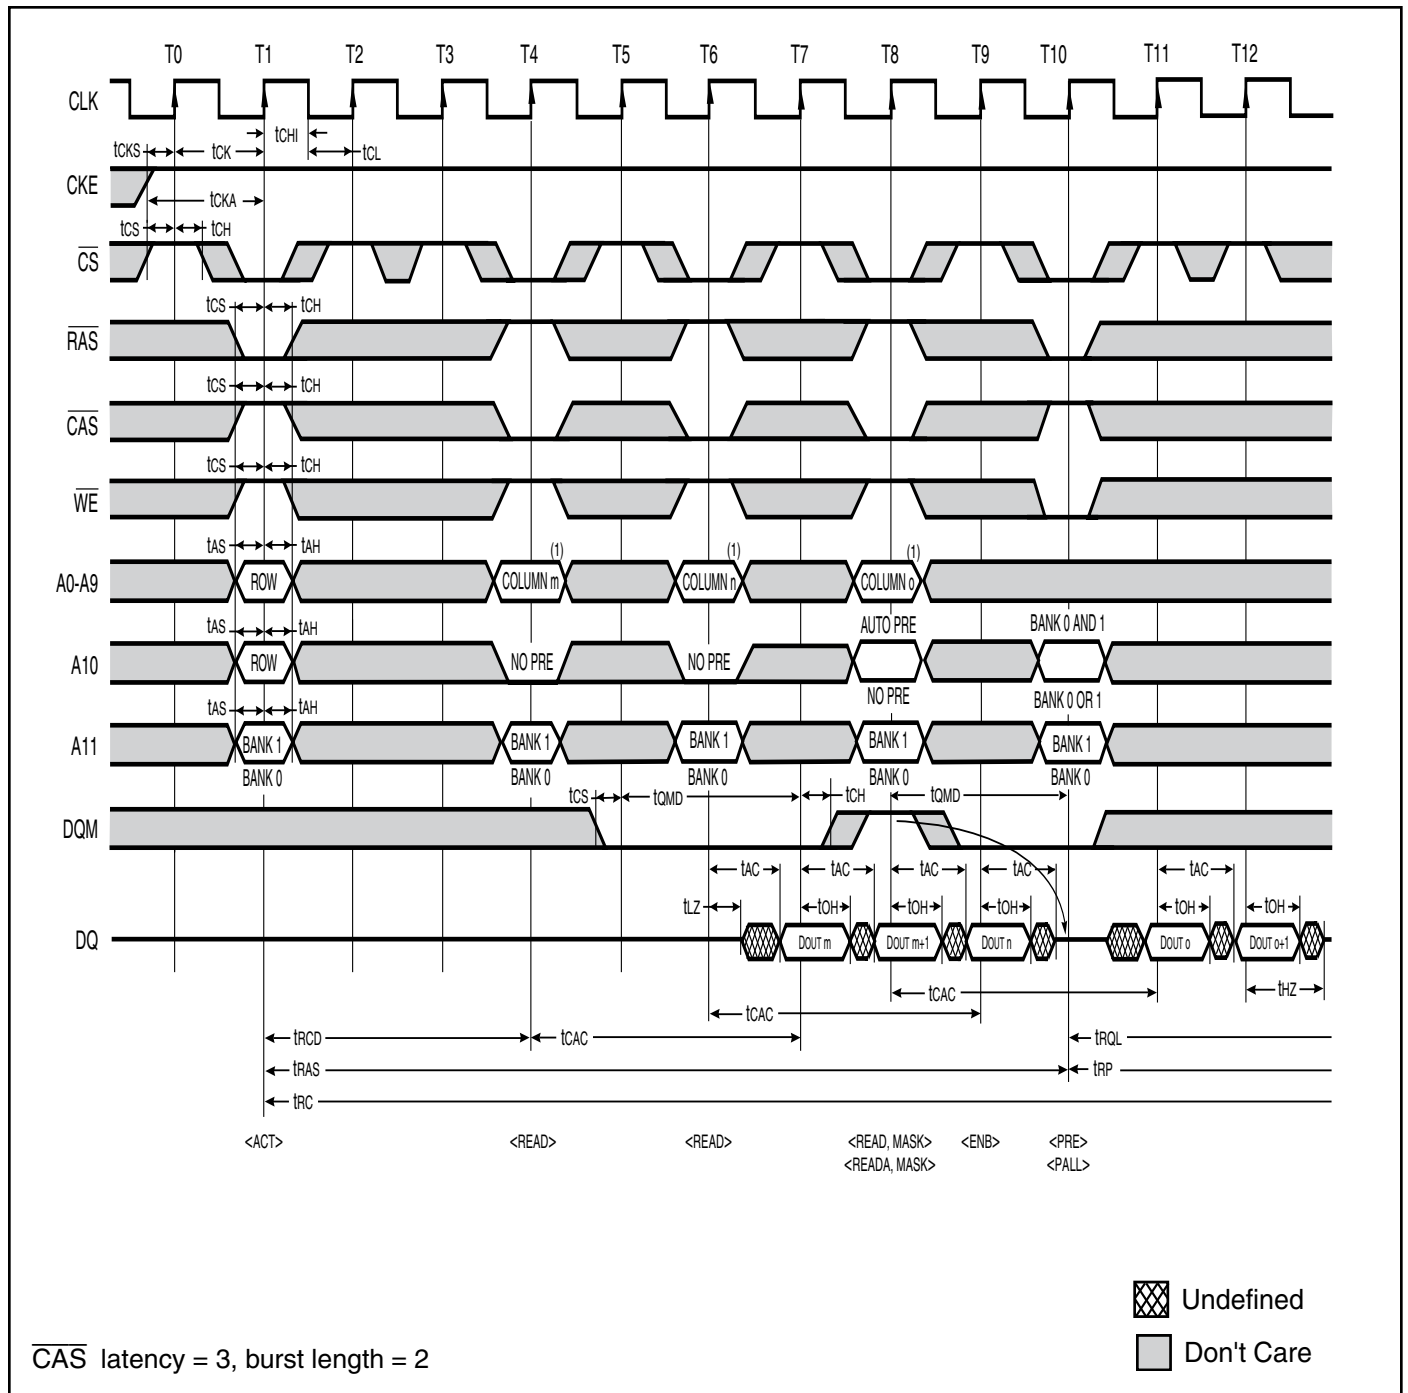 T0 T1 T2 T3 T4 T5 T6 T7 T8 T9 T10 T11 T12
CLK
tCHI
tCKS tCK tCL
CKE
tCKA
tCS tCH
CS
tCS tCH
RAS
tCS tCH
CAS
tCS tCH
WE
tAS tAH (1) (1) (1)
A0-A9 ROW COLUMN m COLUMN n COLUMN o
tAS tAH AUTO PRE BANK 0 AND 1
A10 ROW NO PRE NO PRE
NO PRE BANK 0 OR 1
tAS tAH
A11 BANK 1 BANK 1 BANK 1 BANK 1 BANK 1
BANK 0 BANK 0 BANK 0 BANK 0 BANK 0
tCS tQMD tCH tQMD
DQM
tAC tAC tAC tAC tAC
tLZ tOH tOH tOH tOH tOH
DQ DOUT m DOUT m+1 DOUT n DOUT o DOUT o+1
tCAC tHZ
tCAC
tRCD tCAC tRQL
tRAS tRP
tRC
<ACT> <READ> <READ> <READ, MASK> <ENB> <PRE>
<READA, MASK> <PALL>
Undefined
Don't Care
CAS latency = 3, burst length = 2